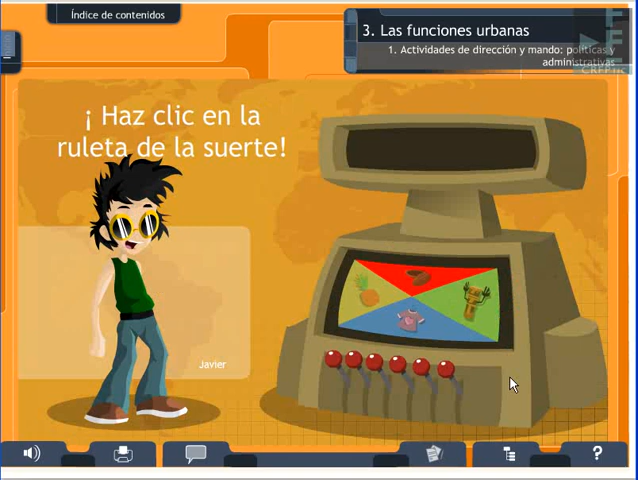 Índice de contenidos
3. Las funciones urbanas
1. Actividades de dirección y mando: políticas y
administrativas
¡ Haz clic en la
ruleta de la suerte!
Javier
?